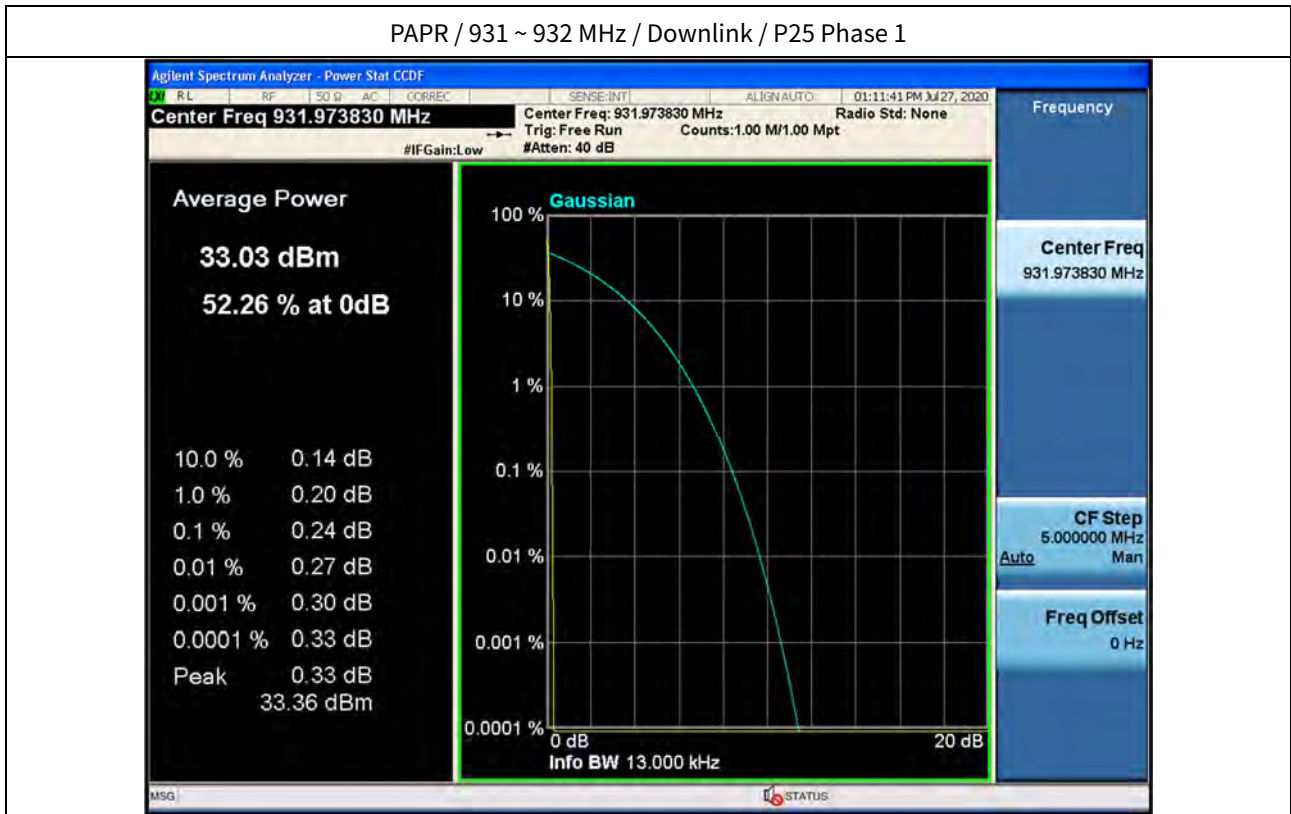 PAPR / 931 ~ 932 MHz / Downlink / P25 Phase 1
Agilent Spectrum Analyzer - Power Stat CCDF
LXI RL RF 50 Ω AC CORREC SENSE:INT ALIGN AUTO 01:11:41 PM Jul 27, 2020
Center Freq 931.973830 MHz
Center Freq: 931.973830 MHz Radio Std: None
Trig: Free Run Counts:1.00 M/1.00 Mpt
#IFGain:Low #Atten: 40 dB
Average Power
33.03 dBm
52.26 % at 0dB
10.0 % 0.14 dB
1.0 % 0.20 dB
0.1 % 0.24 dB
0.01 % 0.27 dB
0.001 % 0.30 dB
0.0001 % 0.33 dB
Peak 0.33 dB
33.36 dBm
Gaussian
100 %
10 %
1 %
0.1 %
0.01 %
0.001 %
0.0001 %
0 dB 20 dB
Info BW 13.000 kHz
Frequency
Center Freq
931.973830 MHz
CF Step
5.000000 MHz
Auto Man
Freq Offset
0 Hz
MSG STATUS